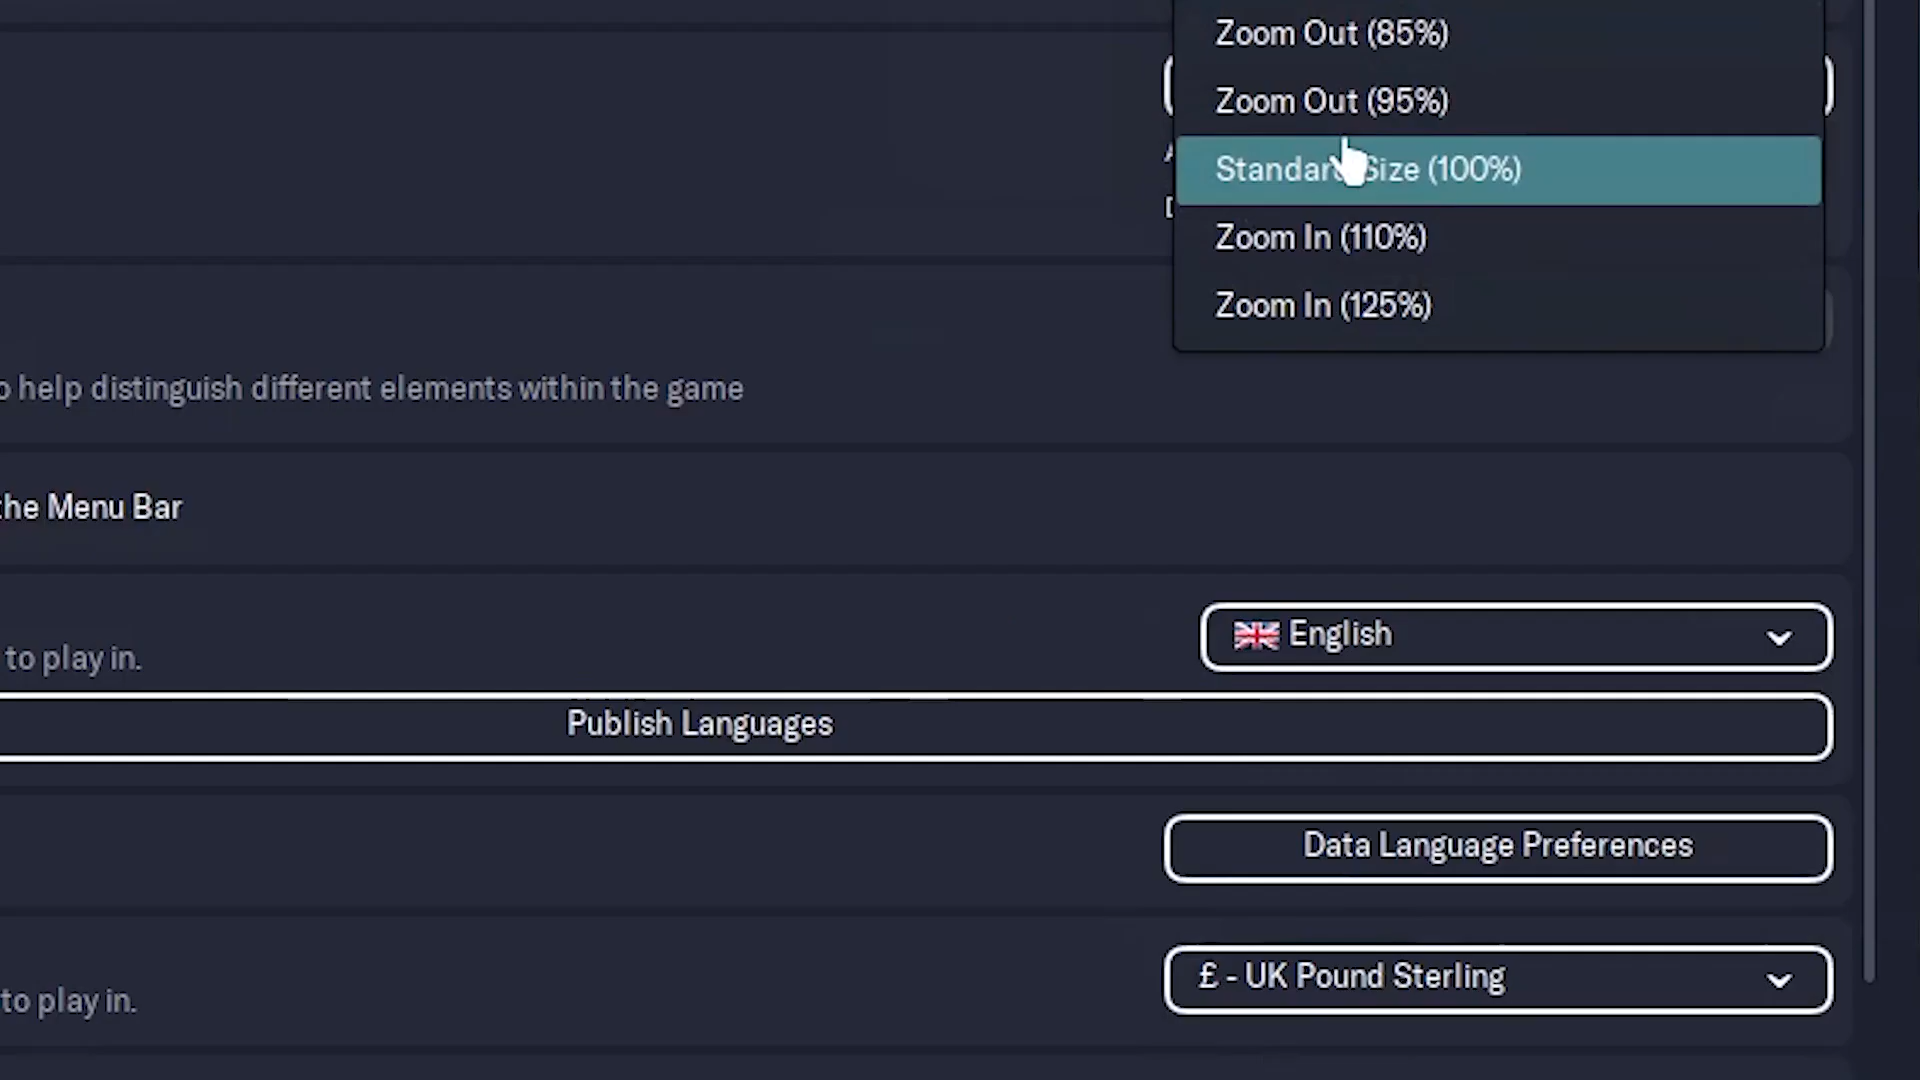 Zoom Out (85%)
Zoom Out (95%)
Standard Size (100%)
Zoom In (110%)
Zoom In (125%)
help distinguish different elements within the game
the Menu Bar
English
to play in.
Publish Languages
Data Language Preferences
£ - UK Pound Sterling
to play in.